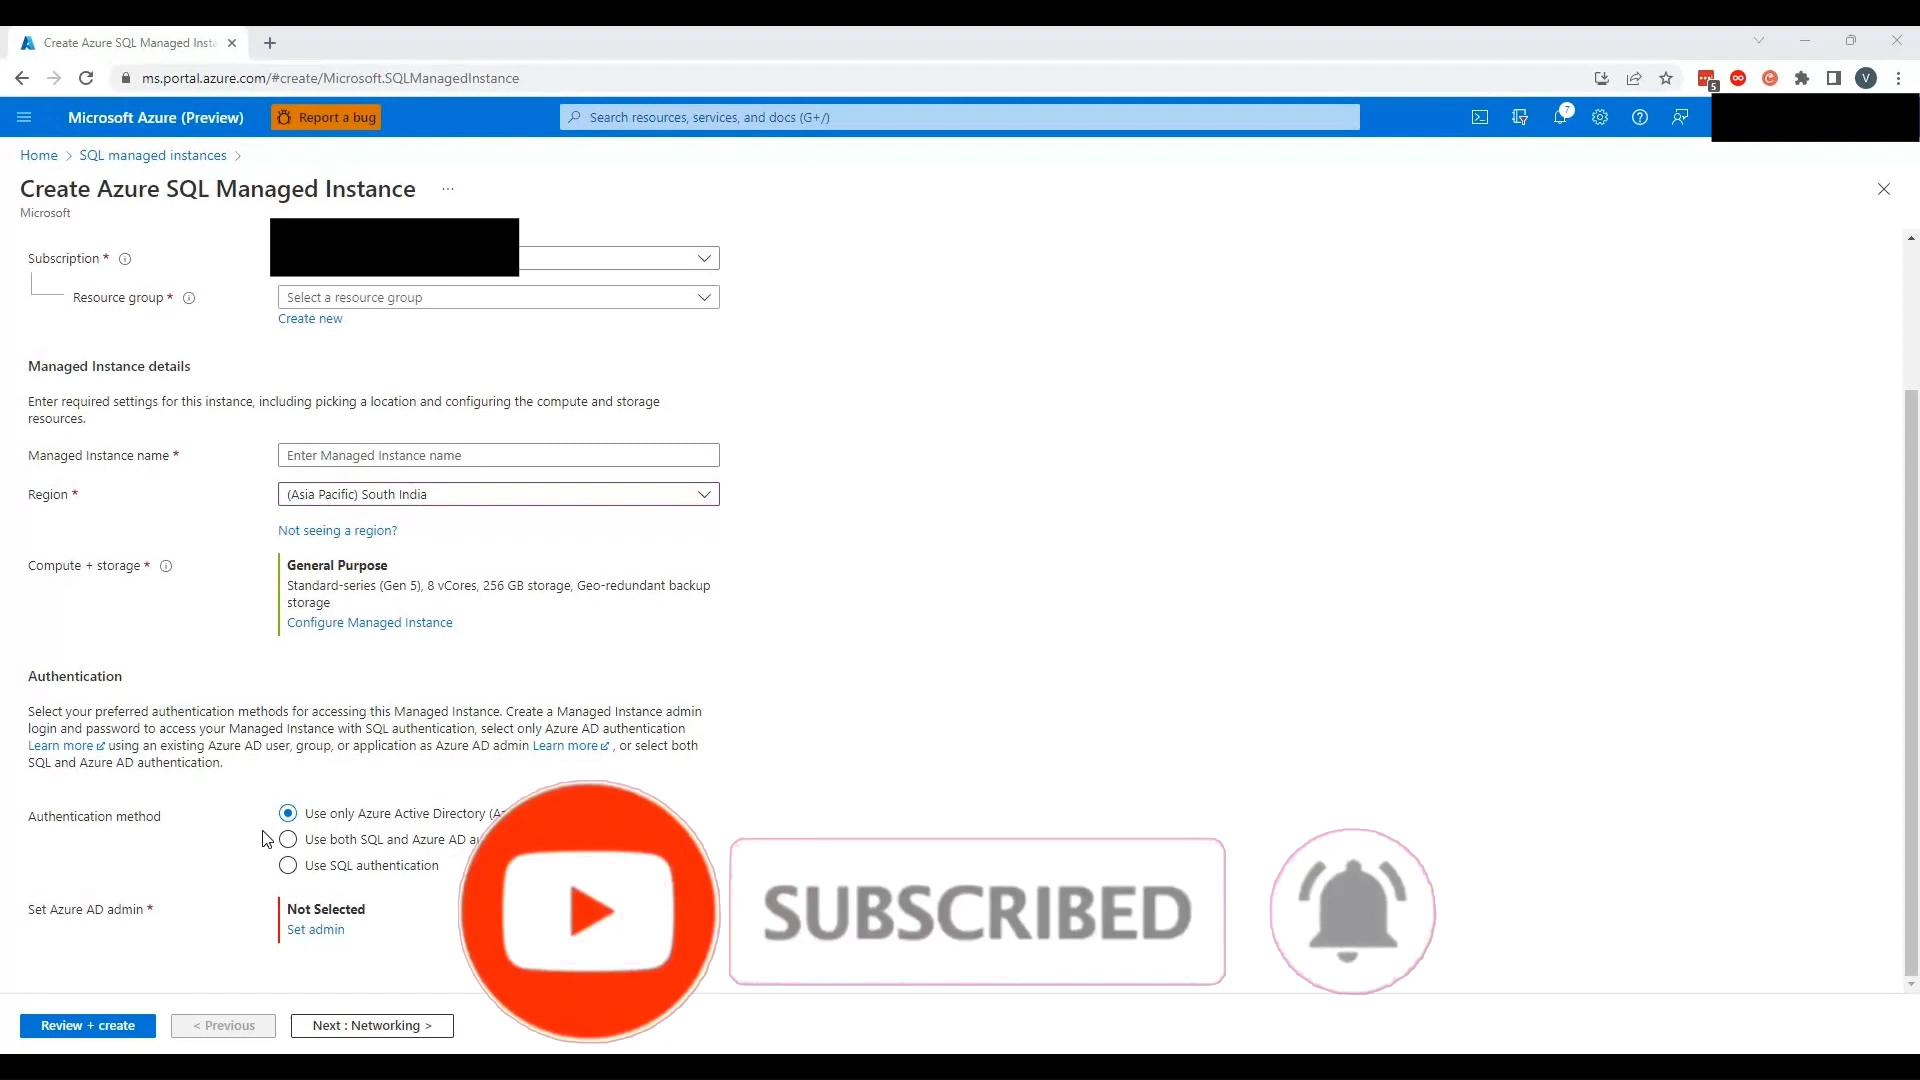 Create Azure SQL Managed Insta
ms.portal.azure.com/#create/Microsoft.SQLManagedInstance
5
V
Microsoft Azure (Preview)
Report a bug
Search resources, services, and docs (G+/)
7
Home > SQL managed instances >
Create Azure SQL Managed Instance ...
Microsoft
Subscription *
Resource group *
Select a resource group
Create new
Managed Instance details
Enter required settings for this instance, including picking a location and configuring the compute and storage
resources.
Managed Instance name *
Enter Managed Instance name
Region *
(Asia Pacific) South India
Not seeing a region?
Compute + storage *
General Purpose
Standard-series (Gen 5), 8 vCores, 256 GB storage, Geo-redundant backup
storage
Configure Managed Instance
Authentication
Select your preferred authentication methods for accessing this Managed Instance. Create a Managed Instance admin
login and password to access your Managed Instance with SQL authentication, select only Azure AD authentication
Learn more using an existing Azure AD user, group, or application as Azure AD admin Learn more , or select both
SQL and Azure AD authentication.
Authentication method
Use only Azure Active Directory (A
Use both SQL and Azure AD a
Use SQL authentication
Set Azure AD admin *
Not Selected
Set admin
SUBSCRIBED
Review + create
< Previous
Next : Networking >